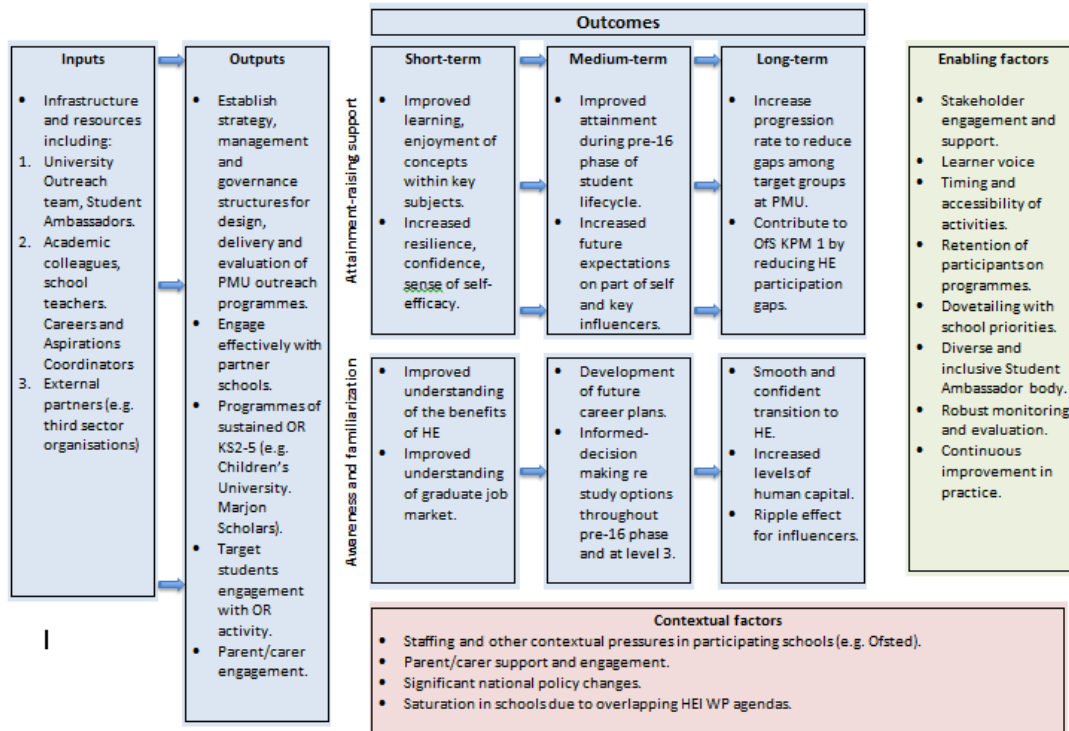 Outcomes
Inputs
• Infrastructure
and resources
including:
1. University
Outreach
team, Student
Ambassadors.
2. Academic
colleagues,
school
teachers.
Careers and
Aspirations
Coordinators
3. External
partners (e.g.
third sector
organisations)
Outputs
• Establish
strategy,
management
and
governance
structures for
design,
delivery and
evaluation of
PMU outreach
programmes.
• Engage
effectively with
partner
schools.
• Programmes of
sustained OR
KS2-5 (e.g.
Children's
University.
Marjon
Scholars).
• Target
students
engagement
with OR
activity.
• Parent/carer
engagement.
Attainment-raising support
Short-term
• Improved
learning,
enjoyment of
concepts
within key
subjects.
• Increased
resilience,
confidence,
sense of self-
efficacy.
Medium-term
• Improved
attainment
during pre-16
phase of
student
lifecycle.
• Increased
future
expectations
on part of self
and key
influencers.
Long-term
• Increase
progression
rate to reduce
gaps among
target groups
at PMU.
• Contribute to
OfS KPM 1 by
reducing HE
participation
gaps.
Awareness and familiarization
• Improved
understanding
of the benefits
of HE
• Improved
understanding
of graduate job
market.
• Development
of future
career plans.
• Informed-
decision
making re
study options
throughout
pre-16 phase
and at level 3.
• Smooth and
confident
transition to
HE.
• Increased
levels of
human capital.
• Ripple effect
for influencers.
Enabling factors
• Stakeholder
engagement and
support.
• Learner voice
• Timing and
accessibility of
activities.
• Retention of
participants on
programmes.
• Dovetailing with
school priorities.
• Diverse and
inclusive Student
Ambassador body.
• Robust monitoring
and evaluation.
• Continuous
improvement in
practice.
Contextual factors
• Staffing and other contextual pressures in participating schools (e.g. Ofsted).
• Parent/carer support and engagement.
• Significant national policy changes.
• Saturation in schools due to overlapping HEI WP agendas.